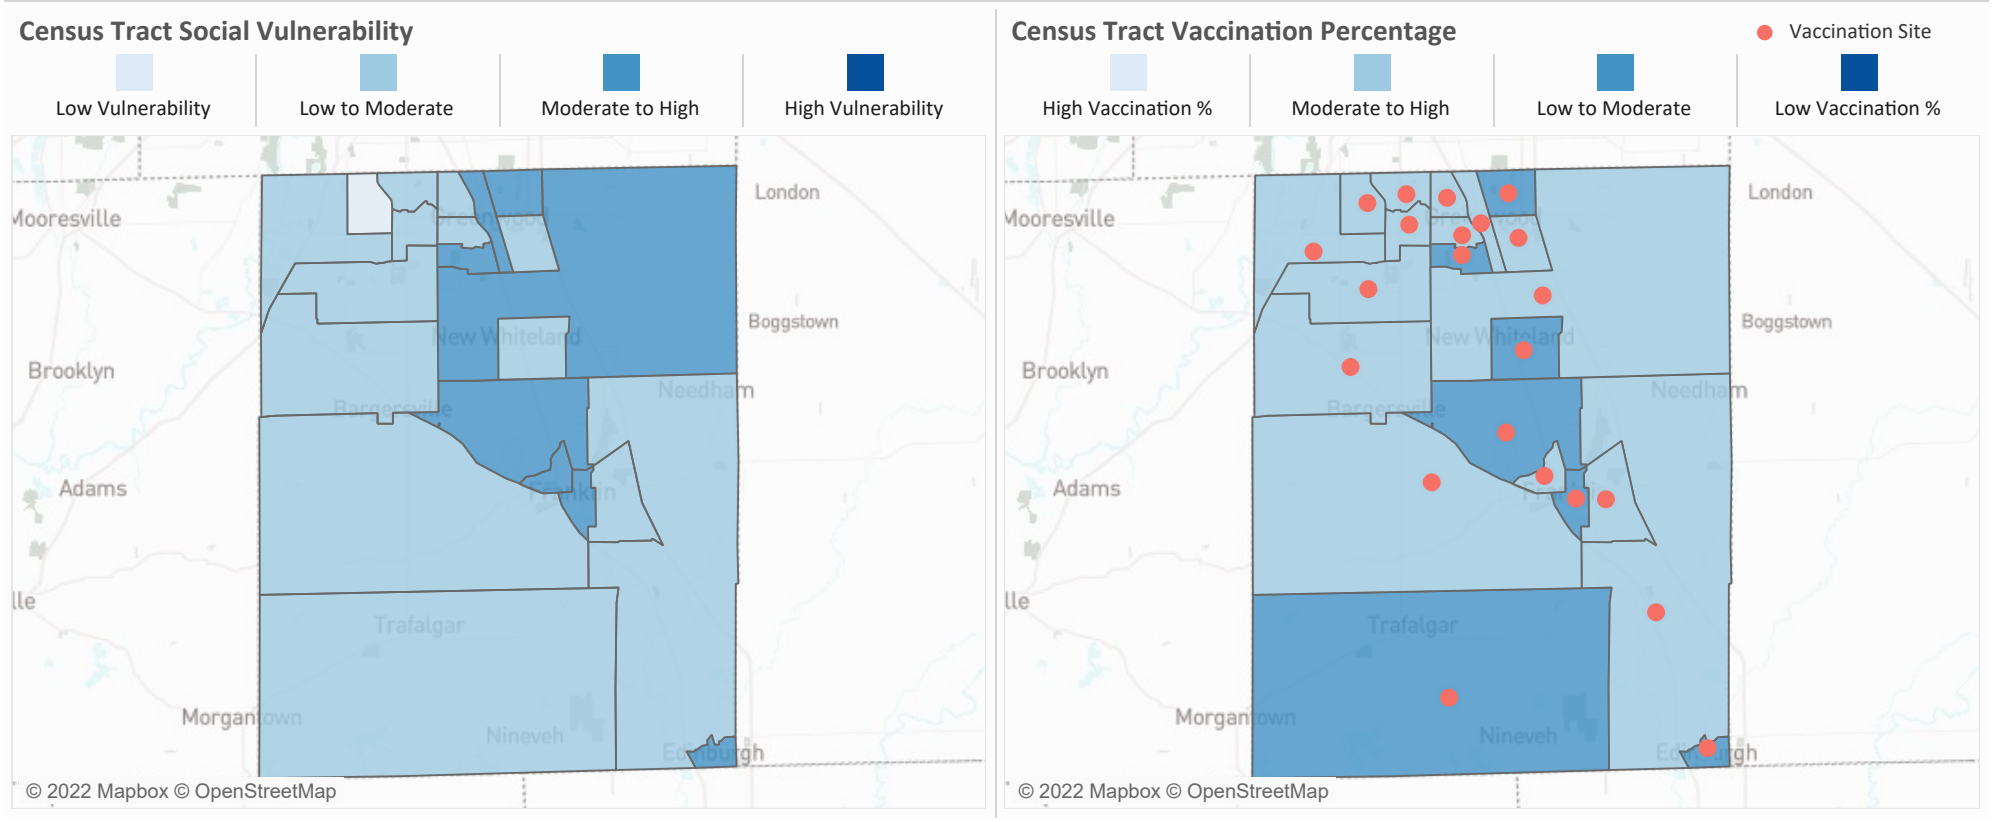 Census Tract Social Vulnerability
Low Vulnerability
Low to Moderate
Moderate to High
High Vulnerability
London
Mooresville
Greenwood
Boggstown
New Whiteland
Brooklyn
Needham
Bargersville
Adams
Franklin
lle
Trafalgar
Morgantown
Nineveh
Edinburgh
© 2022 Mapbox © OpenStreetMap
Census Tract Vaccination Percentage
Vaccination Site
High Vaccination %
Moderate to High
Low to Moderate
Low Vaccination %
London
Mooresville
Greenwood
Boggstown
New Whiteland
Brooklyn
Needham
Bargersville
Adams
Franklin
lle
Trafalgar
Morgantown
Nineveh
Edinburgh
© 2022 Mapbox © OpenStreetMap